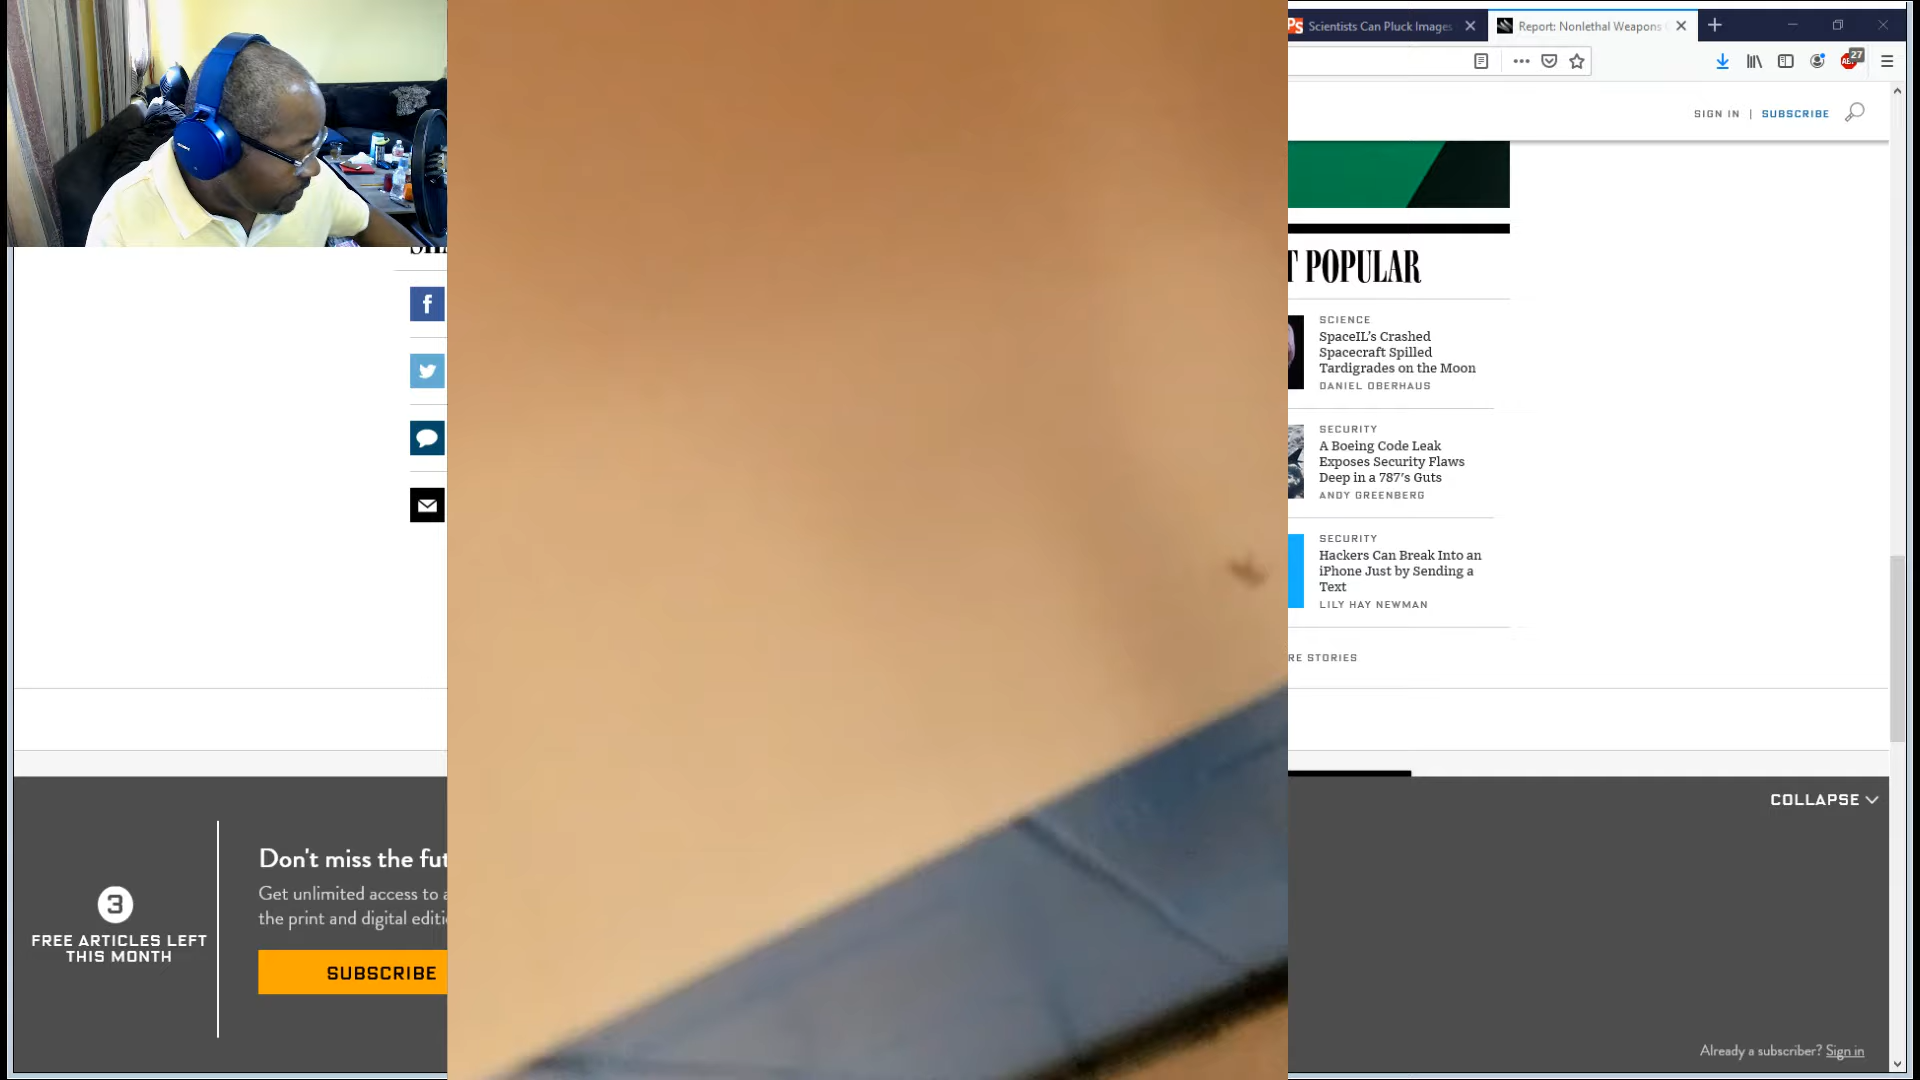 Scientists Can Pluck Images
Report: Nonlethal Weapons
27
SIGN IN | SUBSCRIBE
POPULAR
SCIENCE
SpaceIL's Crashed
Spacecraft Spilled
Tardigrades on the Moon
DANIEL OBERHAUS
SECURITY
A Boeing Code Leak
Exposes Security Flaws
Deep in a 787's Guts
ANDY GREENBERG
SECURITY
Hackers Can Break Into an
iPhone Just by Sending a
Text
LILY HAY NEWMAN
RE STORIES
COLLAPSE
3
FREE ARTICLES LEFT
THIS MONTH
Don't miss the fut
Get unlimited access to a
the print and digital editi
SUBSCRIBE
Already a subscriber? Sign in